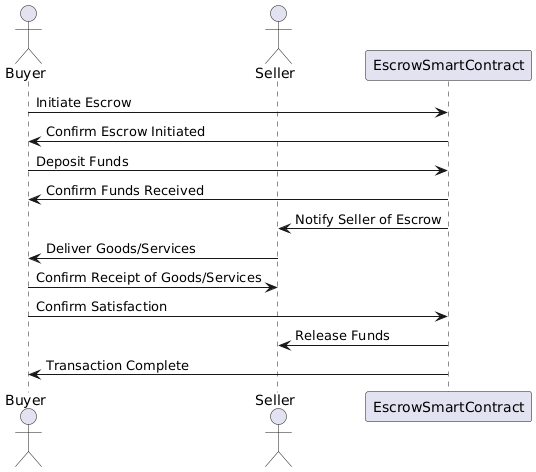 Buyer
Seller
EscrowSmartContract
Initiate Escrow
Confirm Escrow Initiated
Deposit Funds
Confirm Funds Received
Notify Seller of Escrow
Deliver Goods/Services
Confirm Receipt of Goods/Services
Confirm Satisfaction
Release Funds
Transaction Complete
Buyer
Seller
EscrowSmartContract